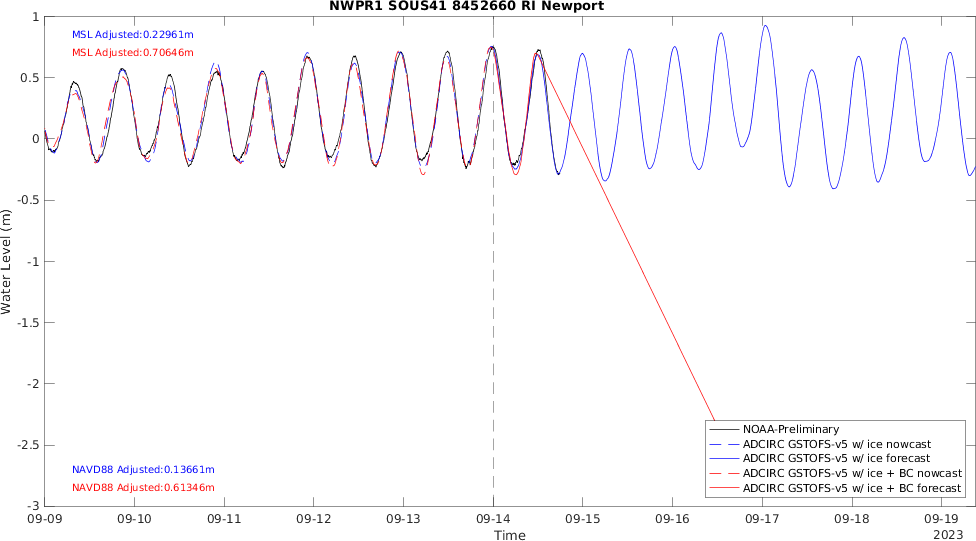 NWPR1 SOUS41 8452660 RI Newport
1
MSL Adjusted:0.22961m
MSL Adjusted:0.70646m
0.5
0
-0.5
-1
Water Level (m)
-1.5
-2
-2.5
-3
NAVD88 Adjusted:0.13661m
NAVD88 Adjusted:0.61346m
NOAA-Preliminary
ADCIRC GSTOFS-v5 w/ ice nowcast
ADCIRC GSTOFS-v5 w/ ice forecast
ADCIRC GSTOFS-v5 w/ ice + BC nowcast
ADCIRC GSTOFS-v5 w/ ice + BC forecast
09-09 09-10 09-11 09-12 09-13 09-14 09-15 09-16 09-17 09-18 09-19
Time
2023